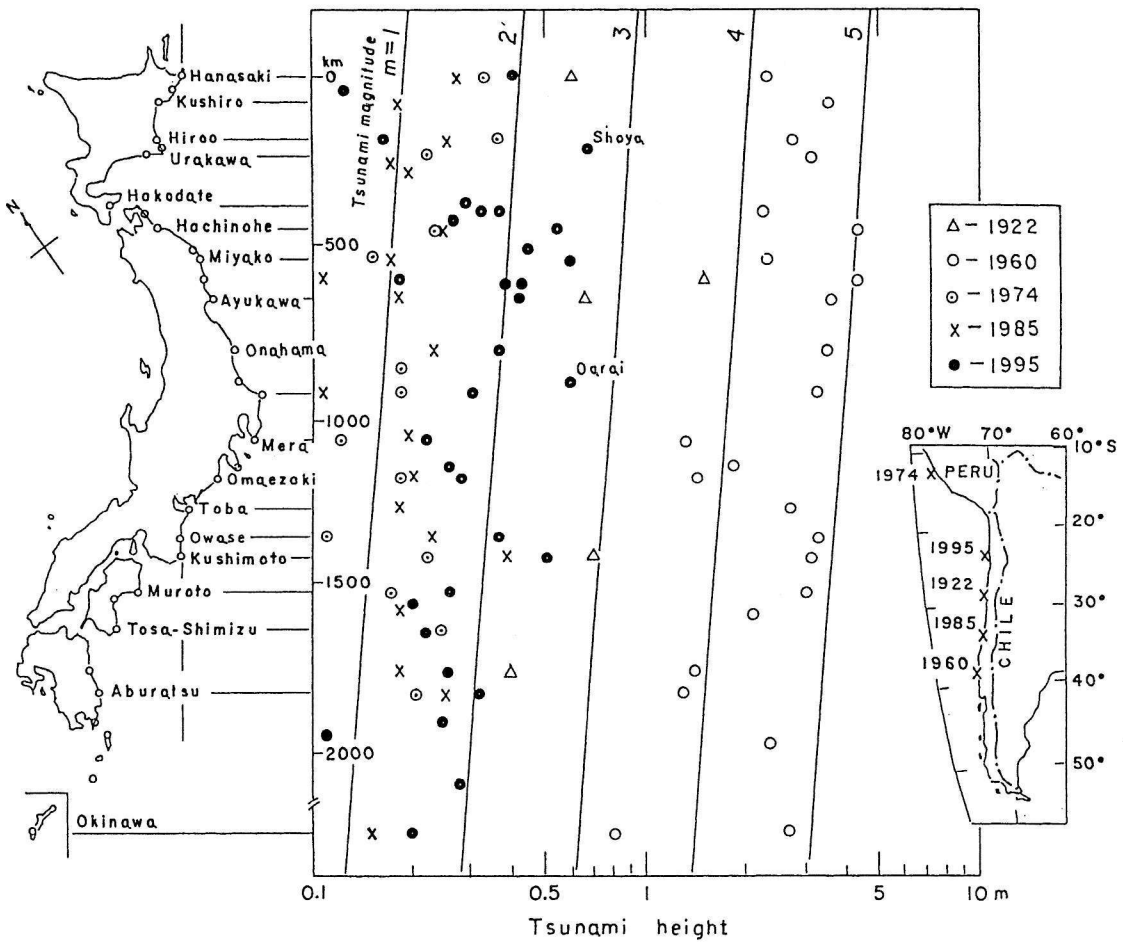 km
0
500
1000
1500
2000
Hanasaki
Kushiro
Hiroo
Urakawa
Hakodate
Hachinohe
Miyako
Ayukawa
Onahama
Mera
Omaezaki
Toba
Owase
Kushimoto
Muroto
Tosa-Shimizu
Aburatsu
Okinawa
N
Tsunami magnitude
m=1
2
3
4
5
Shoya
Oarai
△ - 1922
○ - 1960
⊙ - 1974
x - 1985
● - 1995
80°W 70° 60°
10°S
20°
30°
40°
50°
1974
PERU
1995
1922
1985
1960
CHILE
0.1 0.5 1 5 10 m
Tsunami height